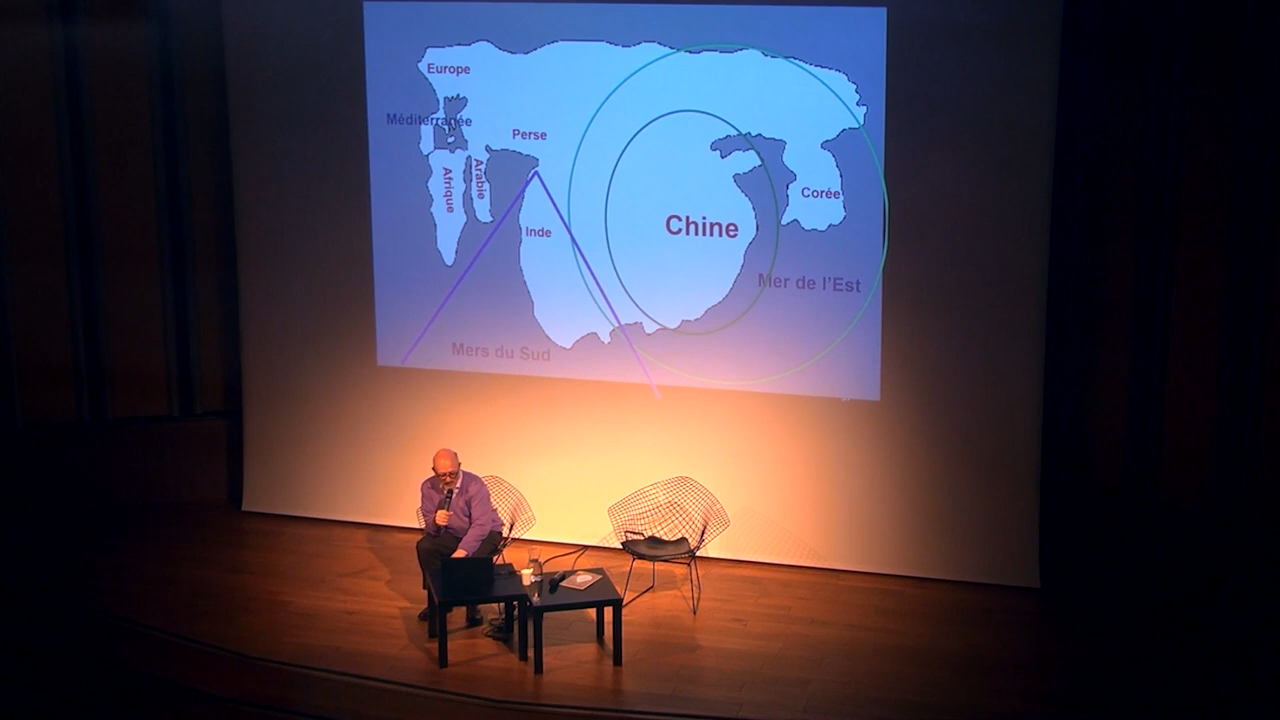 Europe
Méditerranée
Perse
Afrique
Arabie
Corée
Chine
Inde
Mer de l'Est
Mers du Sud